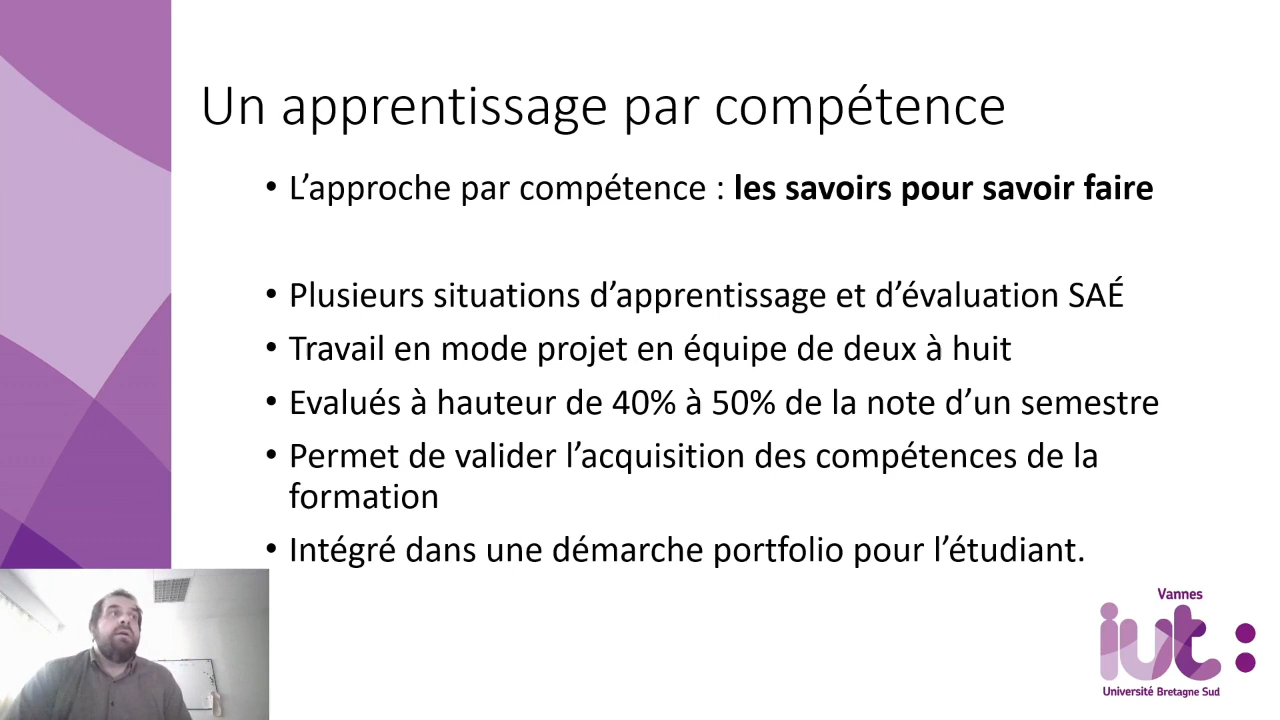 Un apprentissage par compétence
• L’approche par compétence : les savoirs pour savoir faire
• Plusieurs situations d’apprentissage et d’évaluation SAÉ
• Travail en mode projet en équipe de deux à huit
• Evalués à hauteur de 40% à 50% de la note d’un semestre
• Permet de valider l’acquisition des compétences de la
formation
• Intégré dans une démarche portfolio pour l’étudiant.
Vannes
iut:
Université Bretagne Sud